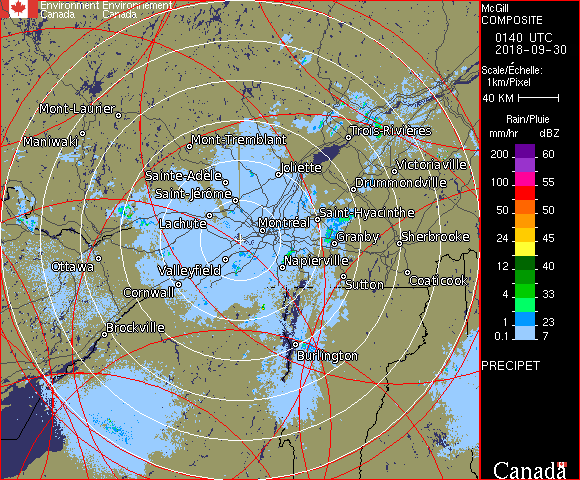 Environment Environnement
Canada Canada
McGill
COMPOSITE
0140 UTC
2018-09-30
Scale/Échelle:
1km/Pixel
40 KM
Rain/Pluie
mm/hr dBZ
200 60
100 55
50 50
24 45
12 40
4 35
4 33
1 23
0.1 7
PRECIPET
Canada
Mont-Laurier
Maniwaki
Mont-Tremblant
Trois-Rivières
Joliette
Victoriaville
Sainte-Adèle
Drummondville
Saint-Jérôme
Saint-Hyacinthe
Lachute
Montréal
Granby
Sherbrooke
Ottawa
Valleyfield
Napierville
Coaticook
Cornwall
Sutton
Brockville
Burlington